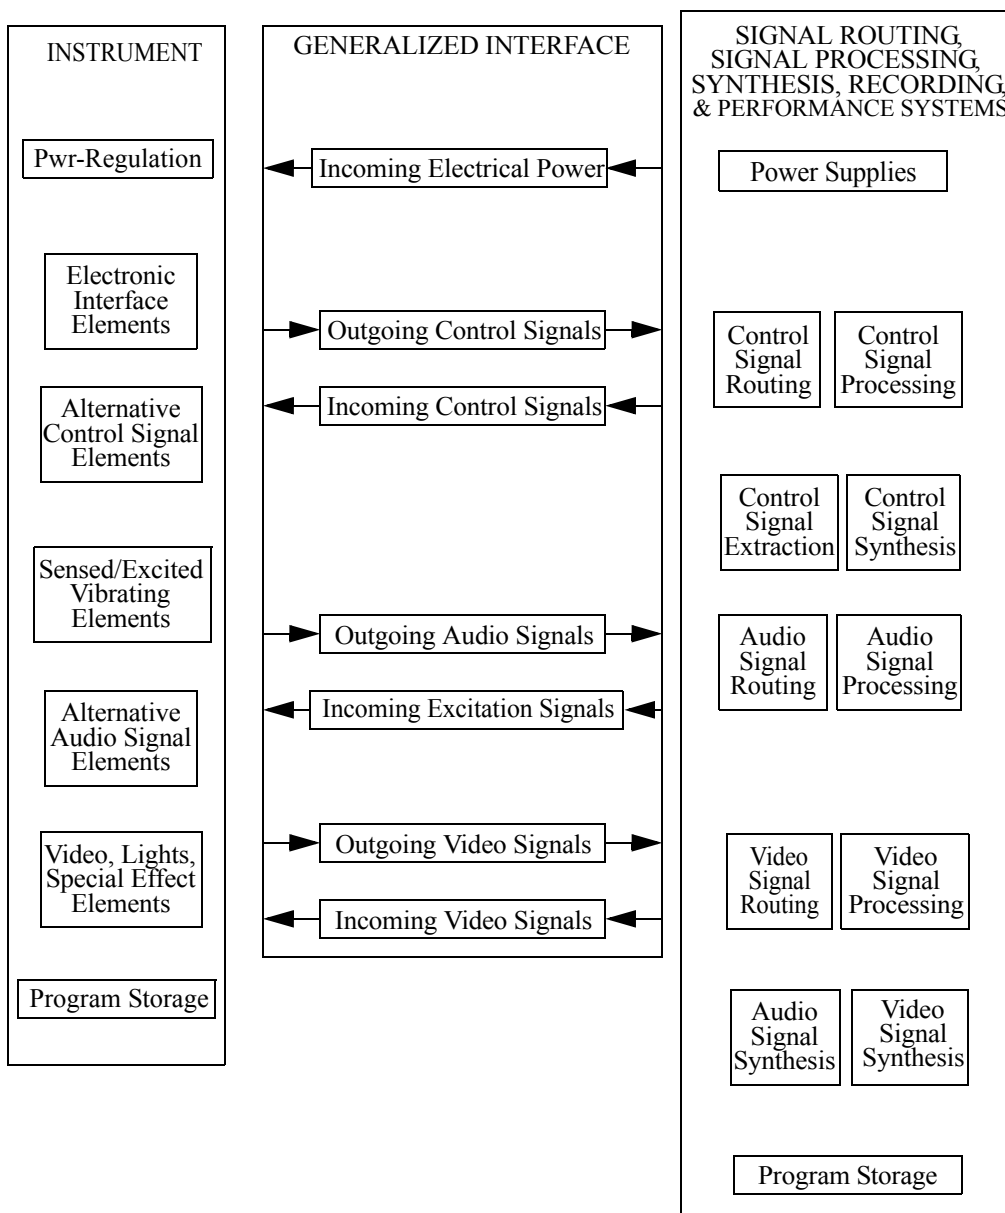 INSTRUMENT
Pwr-Regulation
Electronic
Interface
Elements
Alternative
Control Signal
Elements
Sensed/Excited
Vibrating
Elements
Alternative
Audio Signal
Elements
Video, Lights,
Special Effect
Elements
Program Storage
GENERALIZED INTERFACE
Incoming Electrical Power
Outgoing Control Signals
Incoming Control Signals
Outgoing Audio Signals
Incoming Excitation Signals
Outgoing Video Signals
Incoming Video Signals
SIGNAL ROUTING,
SIGNAL PROCESSING,
SYNTHESIS, RECORDING,
& PERFORMANCE SYSTEMS
Power Supplies
Control
Signal
Routing
Control
Signal
Processing
Control
Signal
Extraction
Control
Signal
Synthesis
Audio
Signal
Routing
Audio
Signal
Processing
Video
Signal
Routing
Video
Signal
Processing
Audio
Signal
Synthesis
Video
Signal
Synthesis
Program Storage